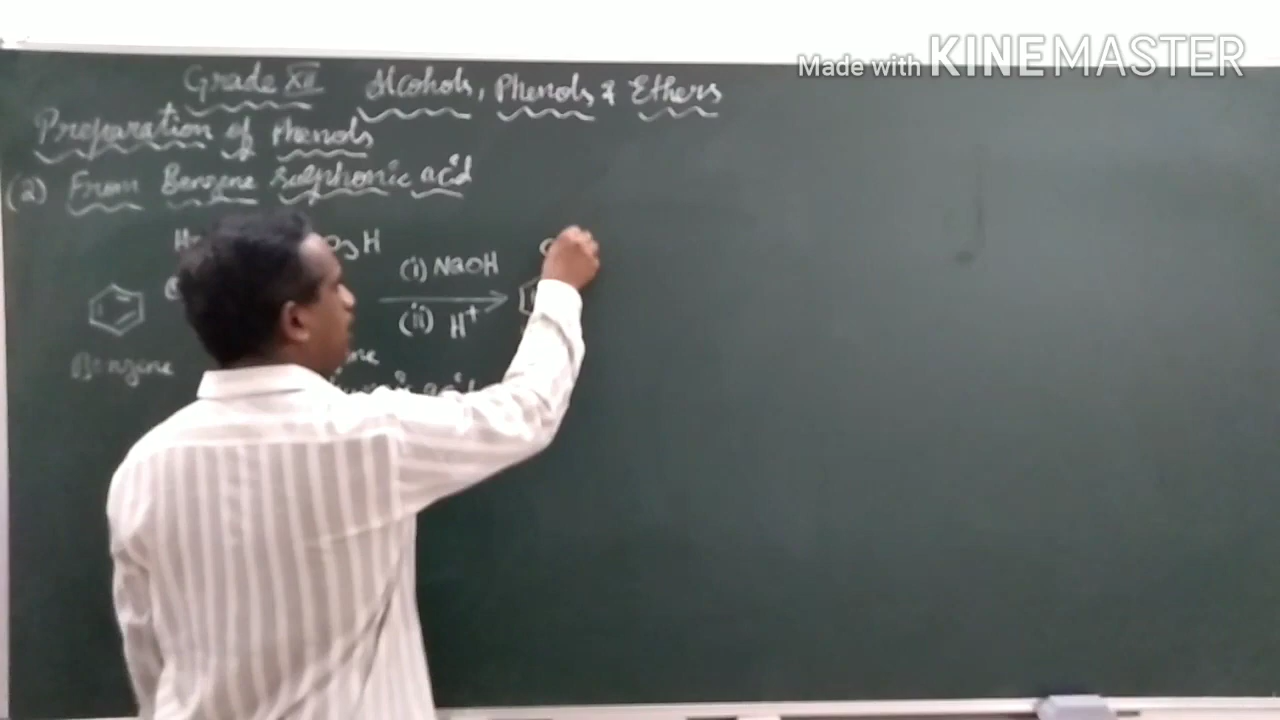 Made with KINEMASTER
Grade XII Alcohols, Phenols & Ethers
Preparation of Phenols
(2) From Benzene sulphonic acid
(i) NaOH
(ii) H⁺
Benzene
acid